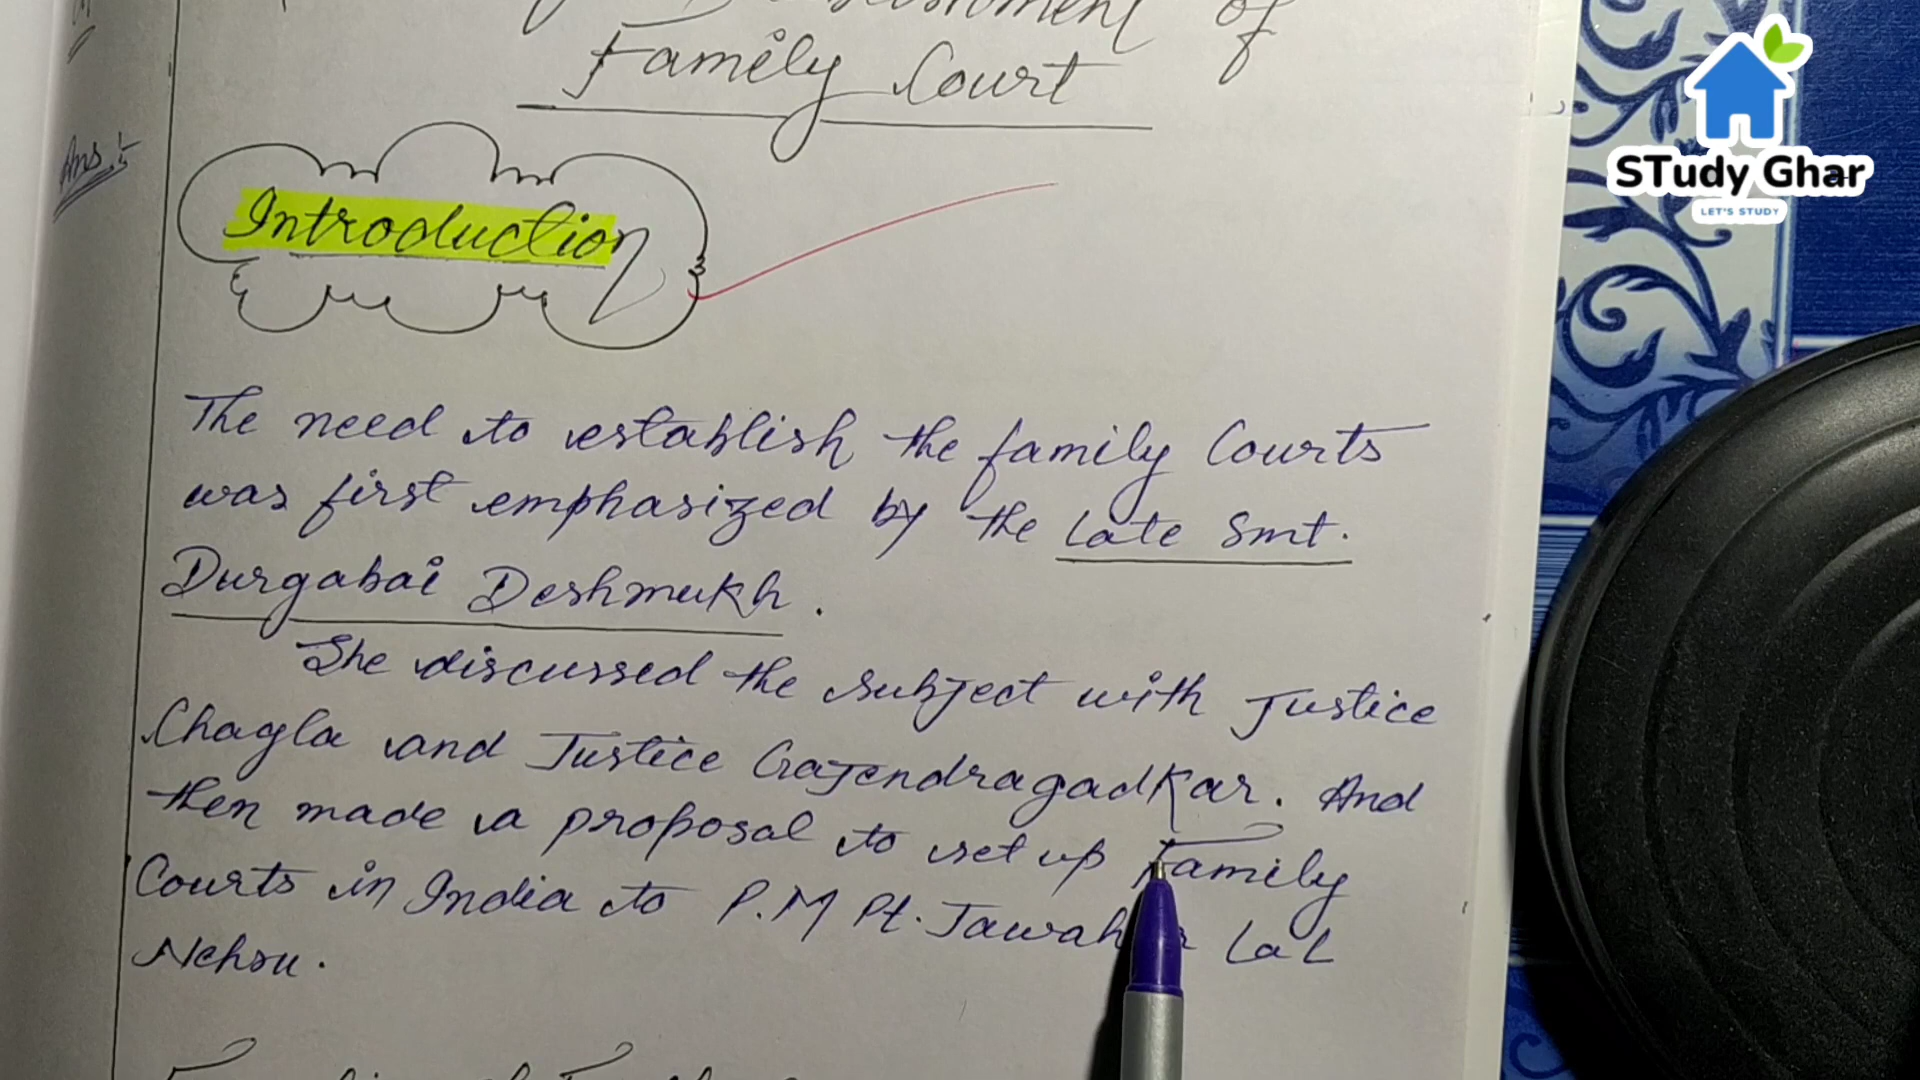 of
Family Court
Ans:-
Introduction
The need to establish the family Courts
was first emphasized by the Late Smt.
Durgabai Deshmukh.
She discussed the subject with Justice
Chagla and Justice Gajendragadkar. And
then made a proposal to set up Family
Courts in India to P.M Pt. Jawahar Lal
Nehru.
STudy Ghar
LET'S STUDY